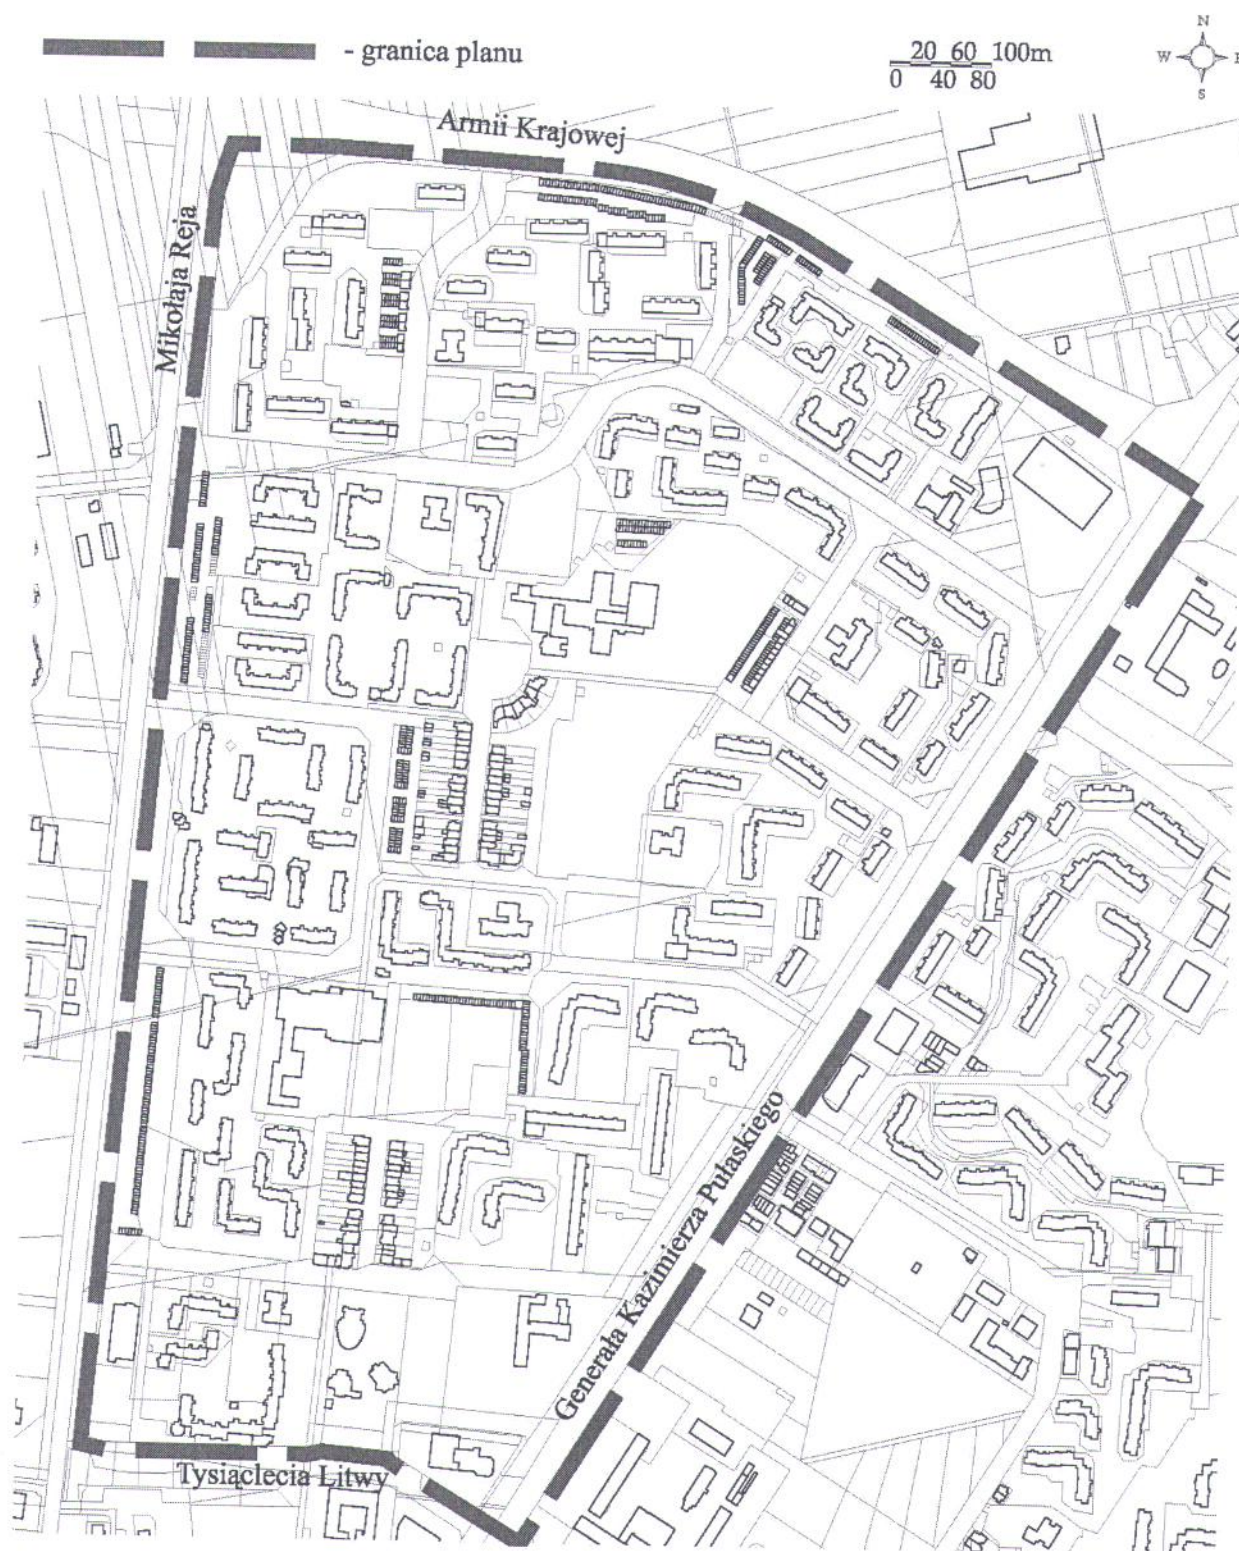 - granica planu
20 60 100m
0 40 80
N
W
E
S
Armii Krajowej
Mikołaja Reja
Generała Kazimierza Pułaskiego
Tysiąclecia Litwy